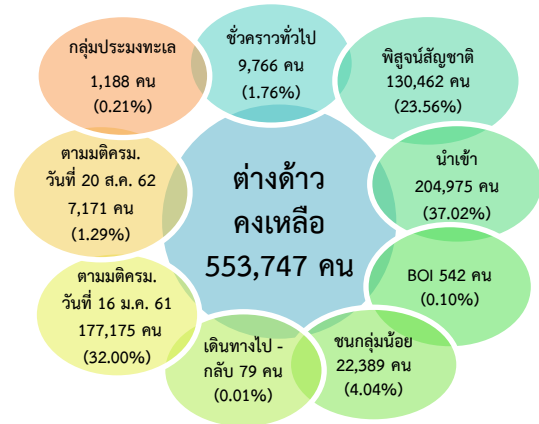 ต่างด้าว
คงเหลือ
553,747 คน
ชั่วคราวทั่วไป
9,766 คน
(1.76%)
พิสูจน์สัญชาติ
130,462 คน
(23.56%)
นำเข้า
204,975 คน
(37.02%)
BOI 542 คน
(0.10%)
ชนกลุ่มน้อย
22,389 คน
(4.04%)
เดินทางไป -
กลับ 79 คน
(0.01%)
ตามมติครม.
วันที่ 16 ม.ค. 61
177,175 คน
(32.00%)
ตามมติครม.
วันที่ 20 ส.ค. 62
7,171 คน
(1.29%)
กลุ่มประมงทะเล
1,188 คน
(0.21%)